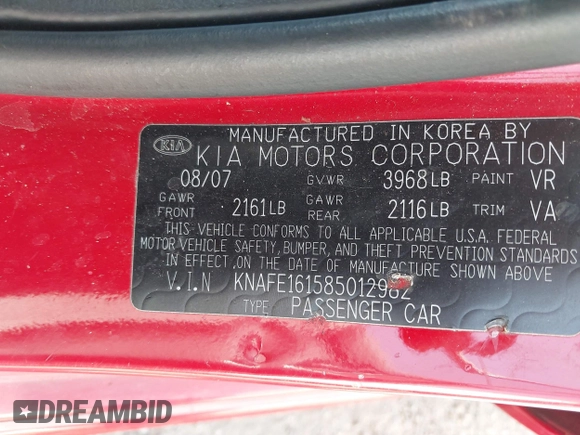 MANUFACTURED IN KOREA BY
KIA KIA MOTORS CORPORATION
08/07 GVWR 3968LB PAINT VR
GAWR FRONT 2161LB GAWR REAR 2116LB TRIM VA
THIS VEHICLE CONFORMS TO ALL APPLICABLE U.S.A. FEDERAL
MOTOR VEHICLE SAFETY, BUMPER, AND THEFT PREVENTION STANDARDS
IN EFFECT ON THE DATE OF MANUFACTURE SHOWN ABOVE
V.I.N KNAFE161585012962
TYPE PASSENGER CAR
DREAMBID